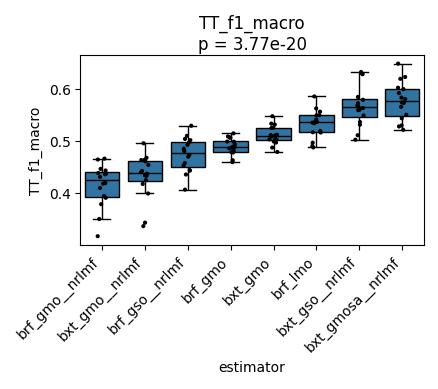 TT_f1_macro
p = 3.77e-20
TT_f1_macro
0.6
0.5
0.4
brf_gmo__nrlmf
bxt_gmo__nrlmf
brf_gso__nrlmf
brf_gmo
bxt_gmo
brf_lmo
bxt_gso__nrlmf
bxt_gmosa__nrlmf
estimator